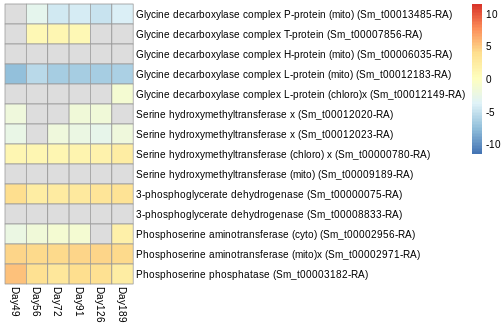 Glycine decarboxylase complex P-protein (mito) (Sm_t00013485-RA)
Glycine decarboxylase complex T-protein (Sm_t00007856-RA)
Glycine decarboxylase complex H-protein (mito) (Sm_t00006035-RA)
Glycine decarboxylase complex L-protein (mito) (Sm_t00012183-RA)
Glycine decarboxylase complex L-protein (chloro)x (Sm_t00012149-RA)
Serine hydroxymethyltransferase x (Sm_t00012020-RA)
Serine hydroxymethyltransferase x (Sm_t00012023-RA)
Serine hydroxymethyltransferase (chloro) x (Sm_t00000780-RA)
Serine hydroxymethyltransferase (mito) (Sm_t00009189-RA)
3-phosphoglycerate dehydrogenase (Sm_t00000075-RA)
3-phosphoglycerate dehydrogenase (Sm_t00008833-RA)
Phosphoserine aminotransferase (cyto) (Sm_t00002956-RA)
Phosphoserine aminotransferase (mito)x (Sm_t00002971-RA)
Phosphoserine phosphatase (Sm_t00003182-RA)
Day49
Day56
Day72
Day91
Day126
Day189
10
5
0
-5
-10